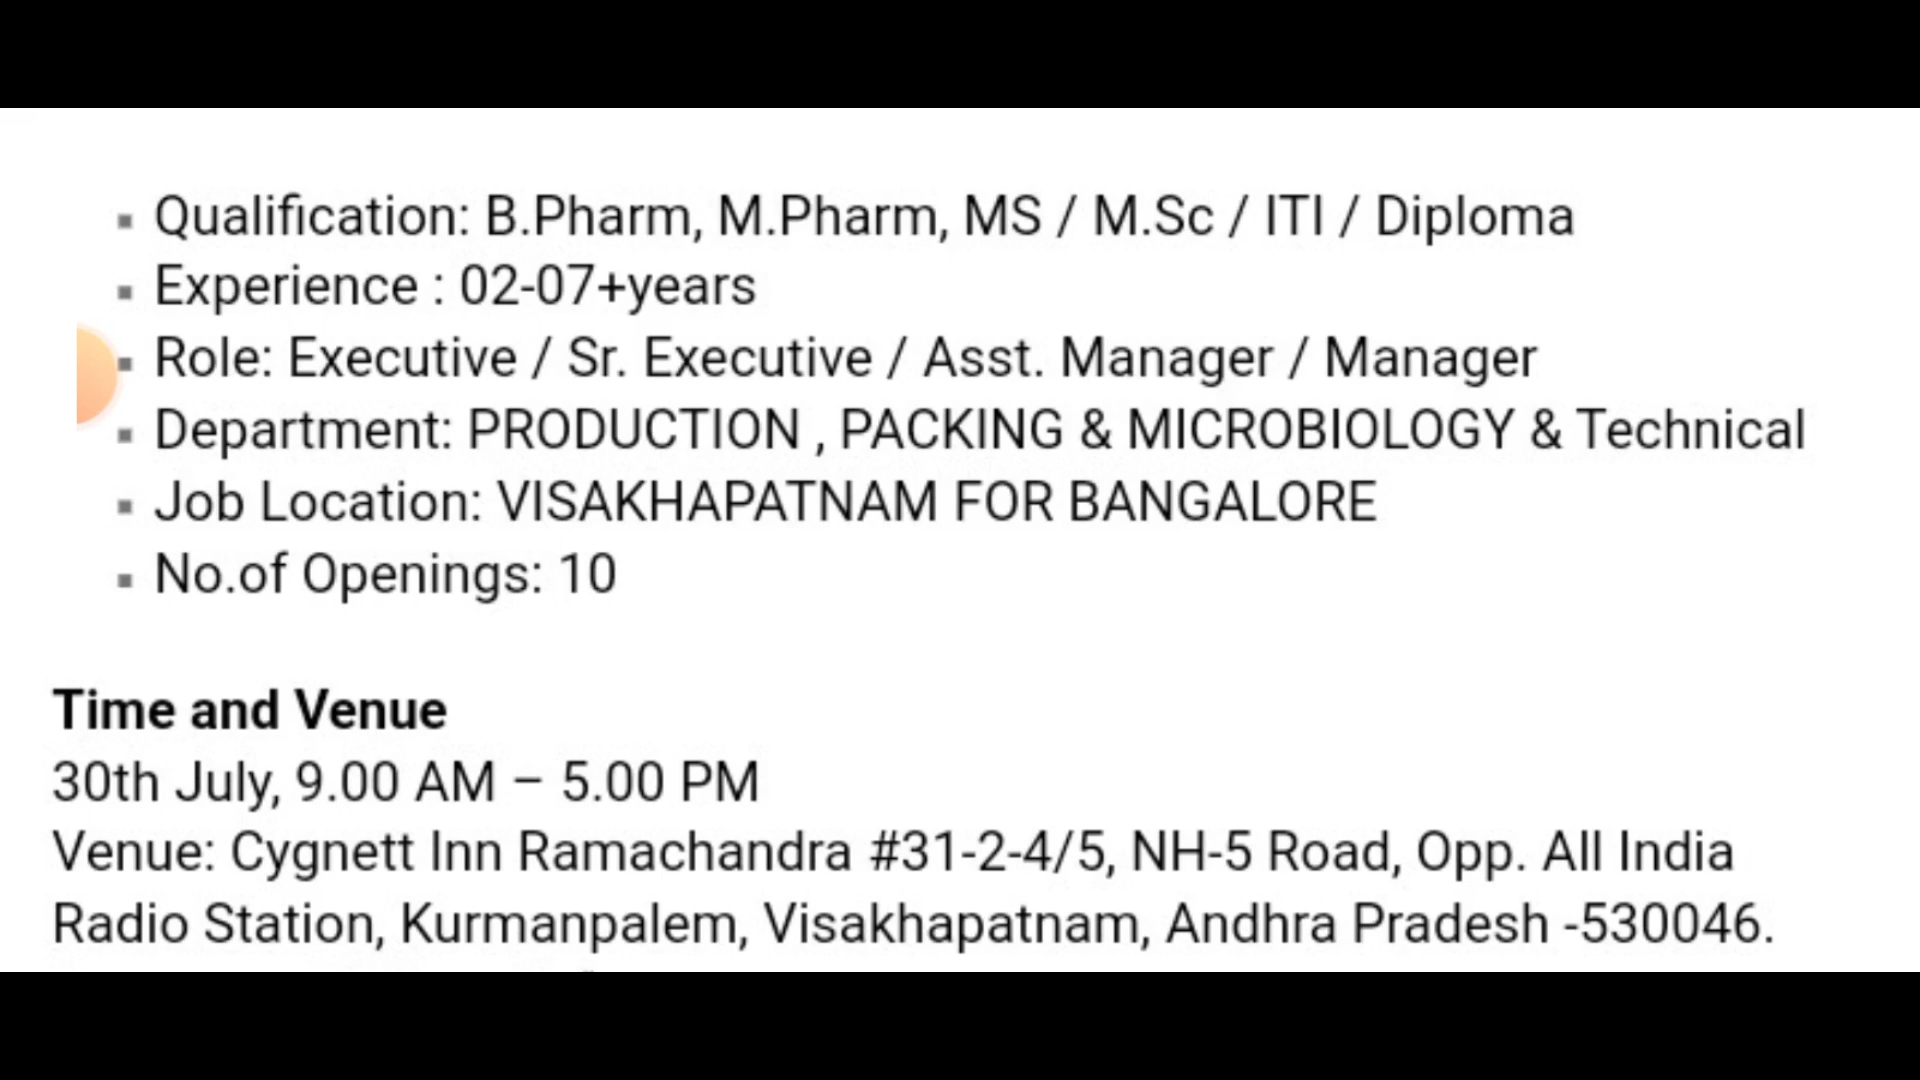 Qualification: B.Pharm, M.Pharm, MS / M.Sc / ITI / Diploma
Experience : 02-07+years
Role: Executive / Sr. Executive / Asst. Manager / Manager
Department: PRODUCTION , PACKING & MICROBIOLOGY & Technical
Job Location: VISAKHAPATNAM FOR BANGALORE
No.of Openings: 10
Time and Venue
30th July, 9.00 AM – 5.00 PM
Venue: Cygnett Inn Ramachandra #31-2-4/5, NH-5 Road, Opp. All India
Radio Station, Kurmanpalem, Visakhapatnam, Andhra Pradesh -530046.